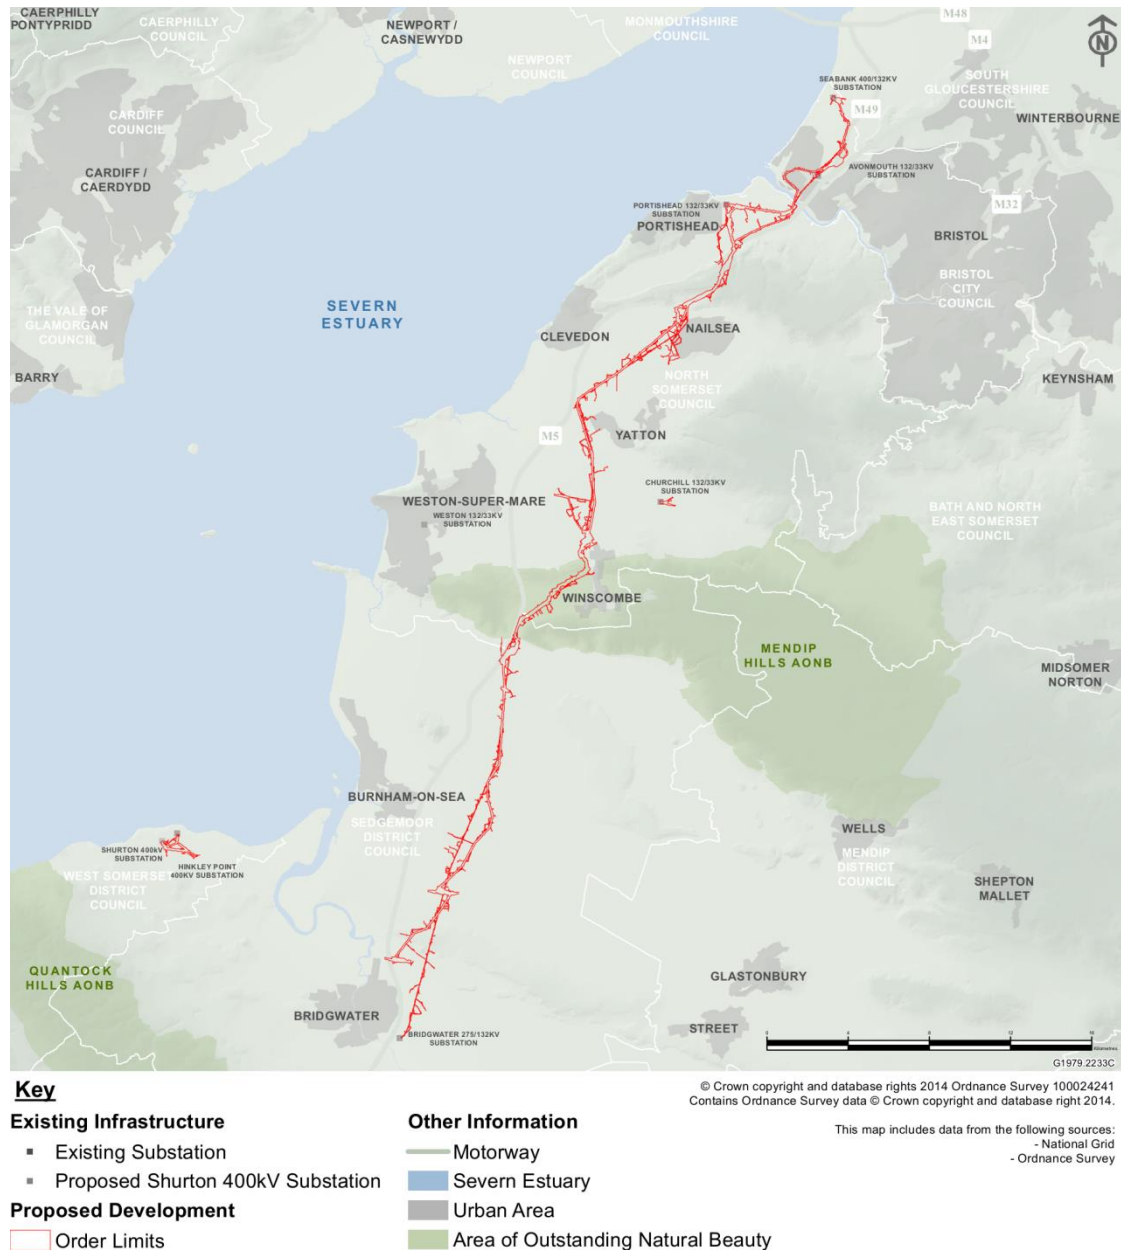 CAERPHILLY
PONTYPRIDD
CAERPHILLY
COUNCIL
NEWPORT /
CASNEWYDD
MONMOUTHSHIRE
COUNCIL
M48
M4
N
NEWPORT
COUNCIL
SEABANK 400/132KV
SUBSTATION
SOUTH
GLOUCESTERSHIRE
COUNCIL
M49
WINTERBOURNE
CARDIFF
COUNCIL
CARDIFF /
CAERDYDD
AVONMOUTH 132/33KV
SUBSTATION
M32
PORTISHEAD 132/33KV
SUBSTATION
PORTISHEAD
BRISTOL
BRISTOL
CITY
COUNCIL
SEVERN
ESTUARY
THE VALE OF
GLAMORGAN
COUNCIL
CLEVEDON
NAILSEA
BARRY
NORTH
SOMERSET
COUNCIL
KEYNSHAM
M5
YATTON
CHURCHILL 132/33KV
SUBSTATION
WESTON-SUPER-MARE
WESTON 132/33KV
SUBSTATION
BATH AND NORTH
EAST SOMERSET
COUNCIL
WINSCOMBE
MENDIP
HILLS AONB
MIDSOMER
NORTON
BURNHAM-ON-SEA
SEDGEMOOR
DISTRICT
COUNCIL
WELLS
MENDIP
DISTRICT
COUNCIL
SHURTON 400kV
SUBSTATION
HINKLEY POINT
400KV SUBSTATION
WEST SOMERSET
DISTRICT
COUNCIL
SHEPTON
MALLET
QUANTOCK
HILLS AONB
GLASTONBURY
BRIDGWATER
BRIDGWATER 275/132KV
SUBSTATION
STREET
0 4 8 12 16
Kilometres
G1979.2233C
Key
© Crown copyright and database rights 2014 Ordnance Survey 100024241
Contains Ordnance Survey data © Crown copyright and database right 2014.
This map includes data from the following sources:
- National Grid
- Ordnance Survey
Existing Infrastructure
Existing Substation
Proposed Shurton 400kV Substation
Proposed Development
Order Limits
Other Information
Motorway
Severn Estuary
Urban Area
Area of Outstanding Natural Beauty